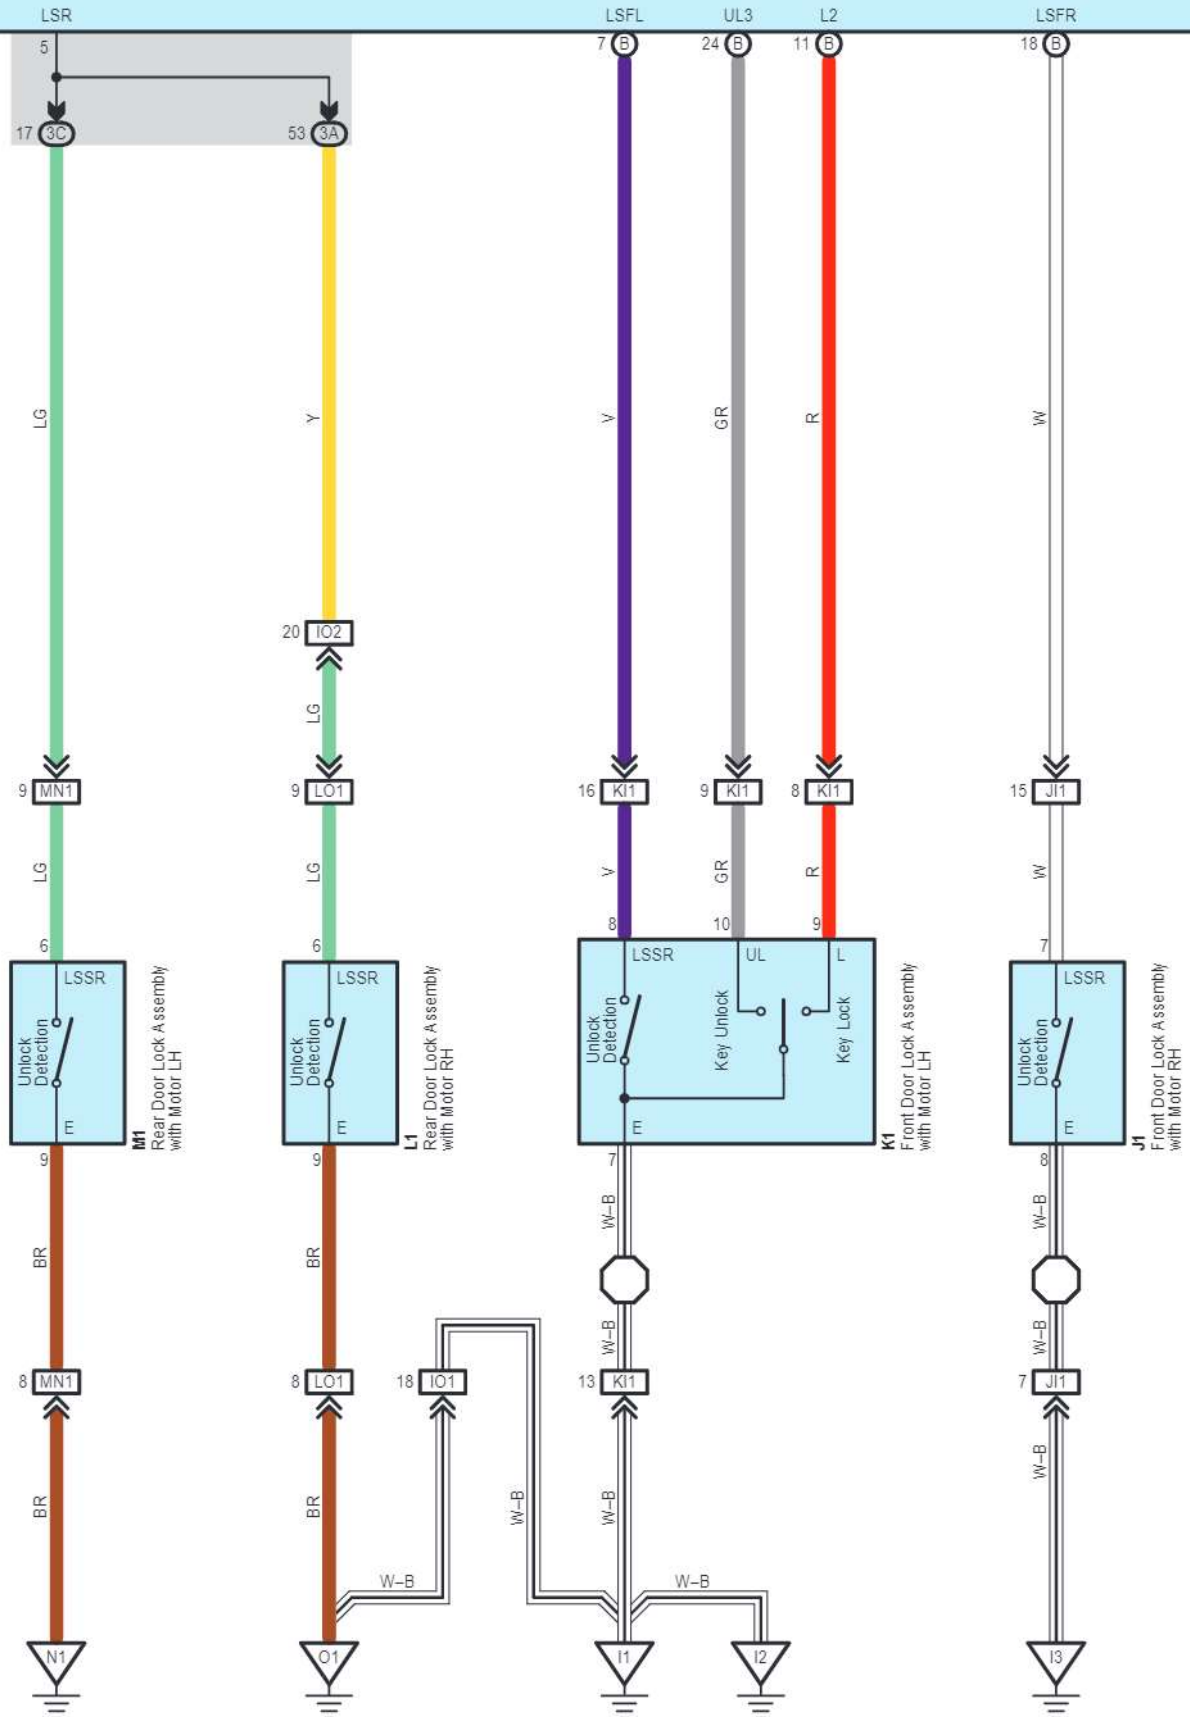 LSR LSFL UL3 L2 LSFR
5 7 B 24 B 11 B 18 B
17 3C 53 3A
LG Y V GR R W
20 IO2
LG
9 MN1 9 LO1 16 KI1 9 KI1 8 KI1 15 JI1
LG LG V GR R W
6 6 8 10 9 7
LSSR LSSR LSSR UL L LSSR
Unlock
Detection
Unlock
Detection
Unlock
Detection
Key Unlock
Key Lock
Unlock
Detection
E E E E
M1
Rear Door Lock Assembly
with Motor LH
L1
Rear Door Lock Assembly
with Motor RH
K1
Front Door Lock Assembly
with Motor LH
J1
Front Door Lock Assembly
with Motor RH
9 9 7 8
BR BR W–B W–B
W–B W–B
8 MN1 8 LO1 18 IO1 13 KI1 7 JI1
BR BR W–B W–B W–B
W–B W–B
N1 O1 I1 I2 I3